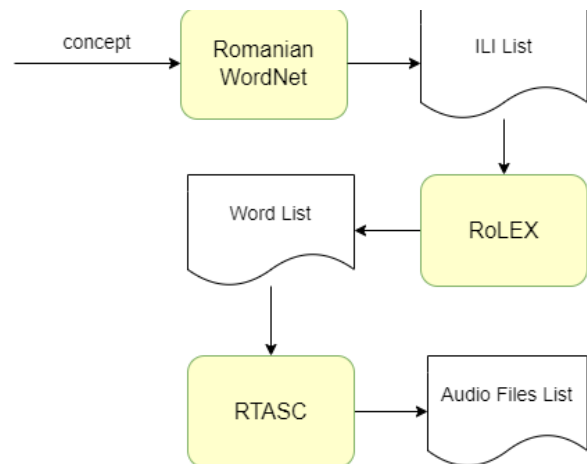 concept
Romanian
WordNet
ILI List
Word List
RoLEX
RTASC
Audio Files List